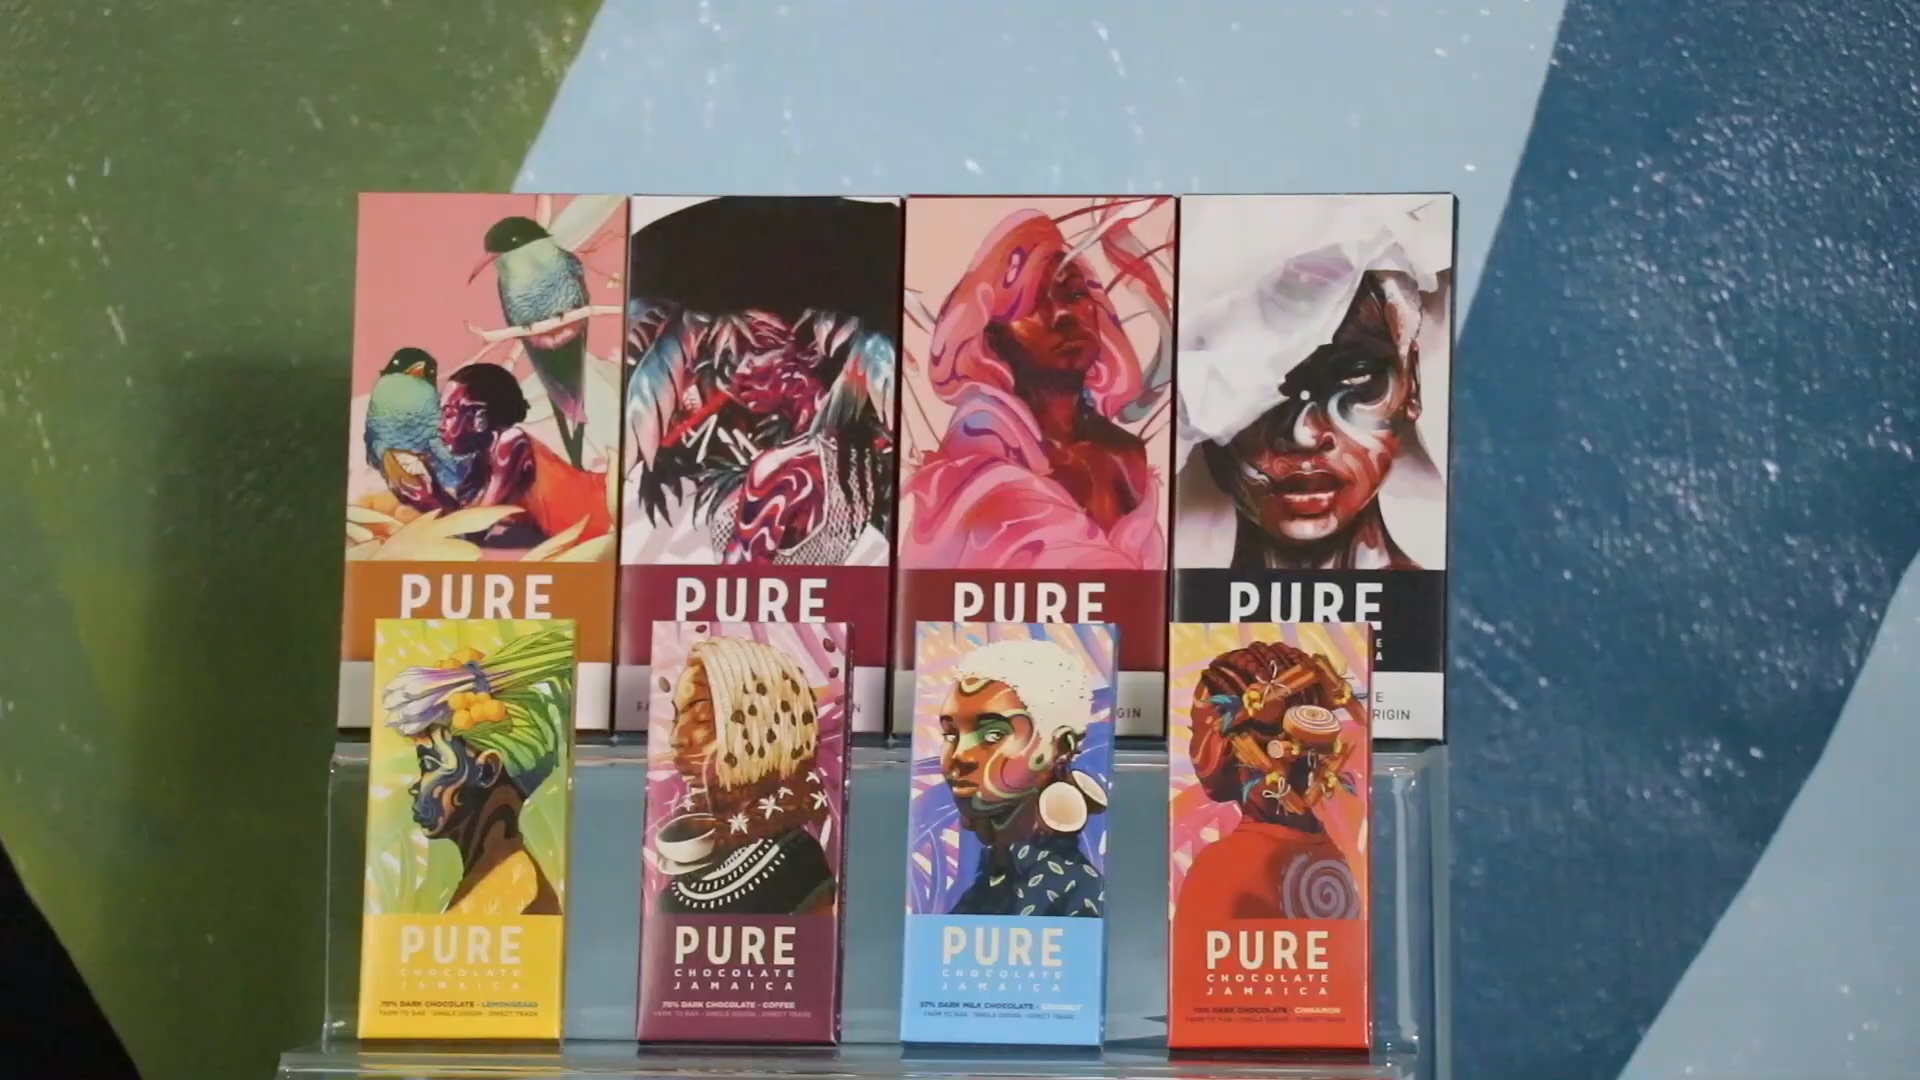 PURE
PURE
PURE
PURE
PURE
CHOCOLATE
JAMAICA
70% DARK CHOCOLATE - LEMONGRASS
FARM TO BAR - SINGLE ORIGIN - DIRECT TRADE
PURE
CHOCOLATE
JAMAICA
70% DARK CHOCOLATE - COFFEE
FARM TO BAR - SINGLE ORIGIN - DIRECT TRADE
PURE
CHOCOLATE
JAMAICA
57% DARK MILK CHOCOLATE - COCONUT
FARM TO BAR - SINGLE ORIGIN - DIRECT TRADE
PURE
CHOCOLATE
JAMAICA
70% DARK CHOCOLATE - CINNAMON
FARM TO BAR - SINGLE ORIGIN - DIRECT TRADE